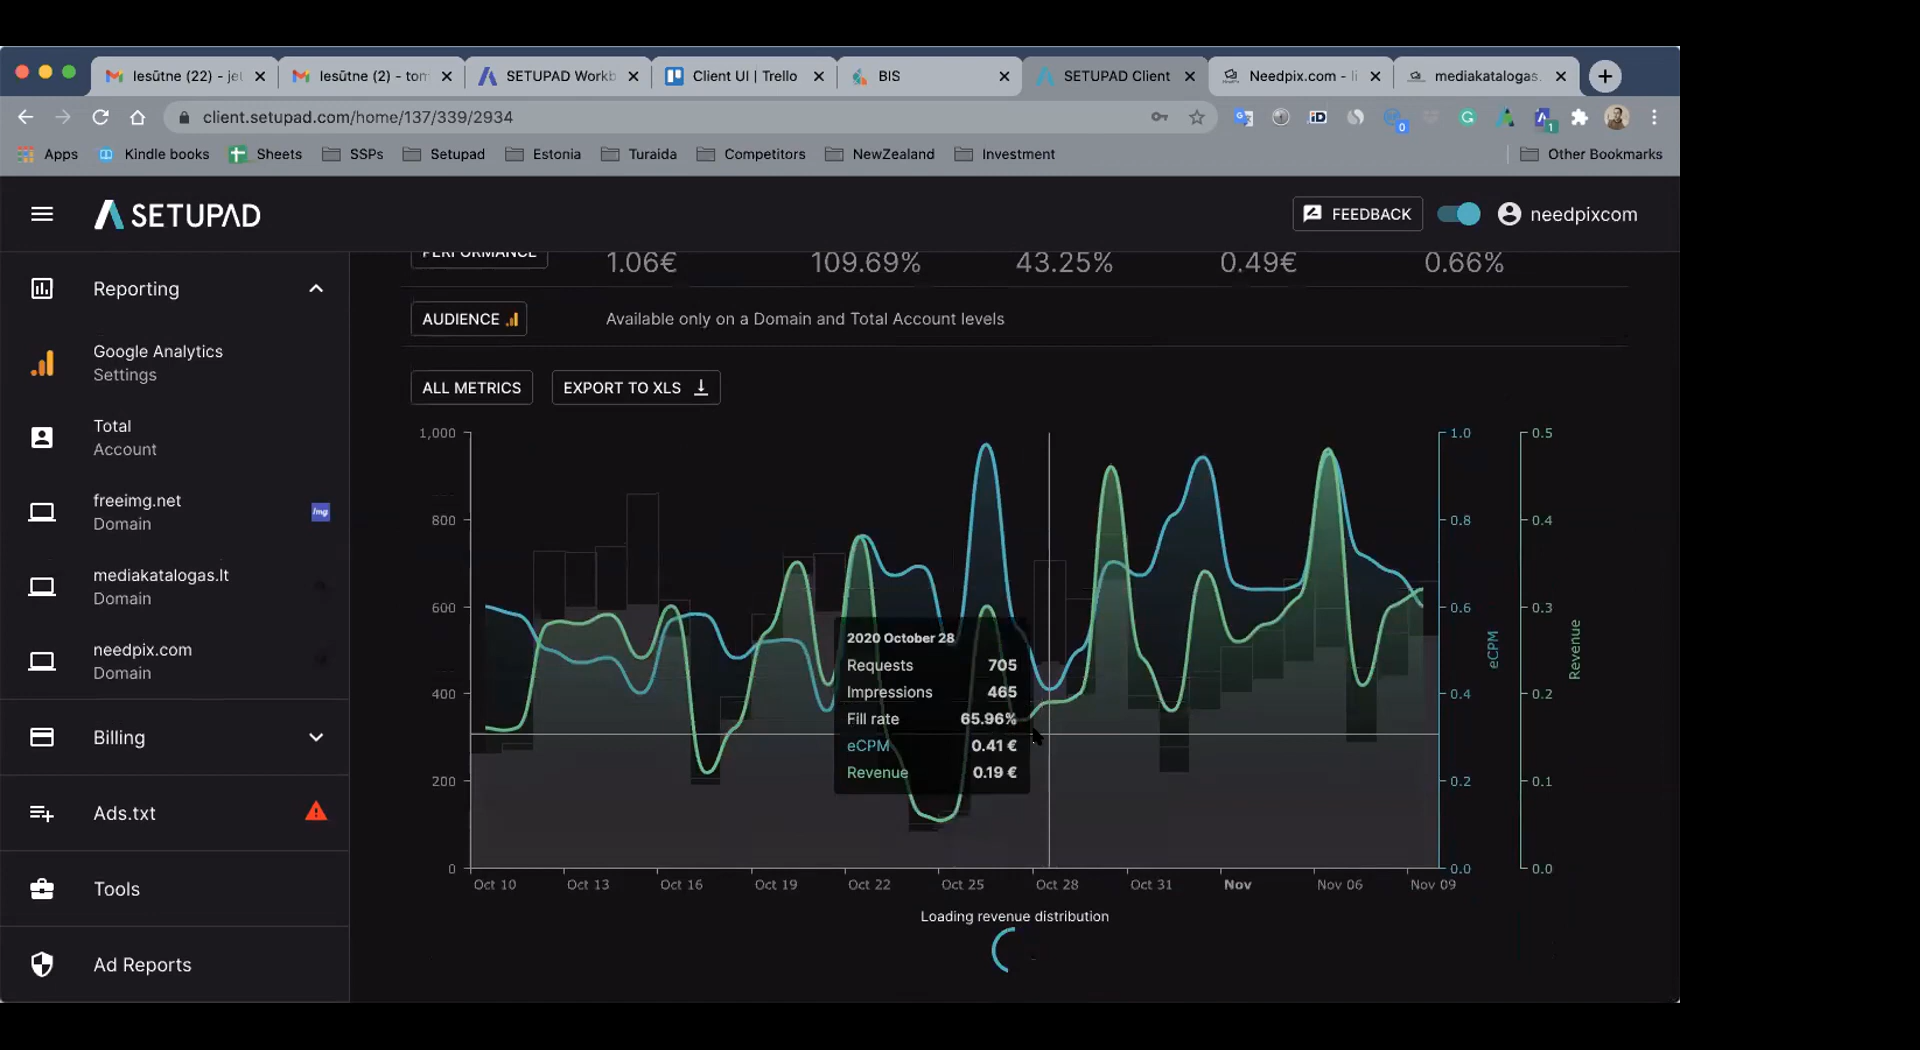 Iesūtne (22) - jel
Iesūtne (2) - tom
SETUPAD Workb
Client UI | Trello
BIS
SETUPAD Client
Needpix.com - li
mediakatalogas.
client.setupad.com/home/137/339/2934
Apps
Kindle books
Sheets
SSPs
Setupad
Estonia
Turaida
Competitors
NewZealand
Investment
Other Bookmarks
SETUPAD
FEEDBACK
needpixcom
Reporting
Google Analytics
Settings
Total
Account
freeimg.net
Domain
mediakatalogas.lt
Domain
needpix.com
Domain
Billing
Ads.txt
Tools
Ad Reports
PERFORMANCE
1.06€
109.69%
43.25%
0.49€
0.66%
AUDIENCE
Available only on a Domain and Total Account levels
ALL METRICS
EXPORT TO XLS
1,000
800
600
400
200
0
1.0
0.8
0.6
0.4
0.2
0.0
eCPM
0.5
0.4
0.3
0.2
0.1
0.0
Revenue
2020 October 28
Requests 705
Impressions 465
Fill rate 65.96%
eCPM 0.41 €
Revenue 0.19 €
Oct 10
Oct 13
Oct 16
Oct 19
Oct 22
Oct 25
Oct 28
Oct 31
Nov
Nov 06
Nov 09
Loading revenue distribution